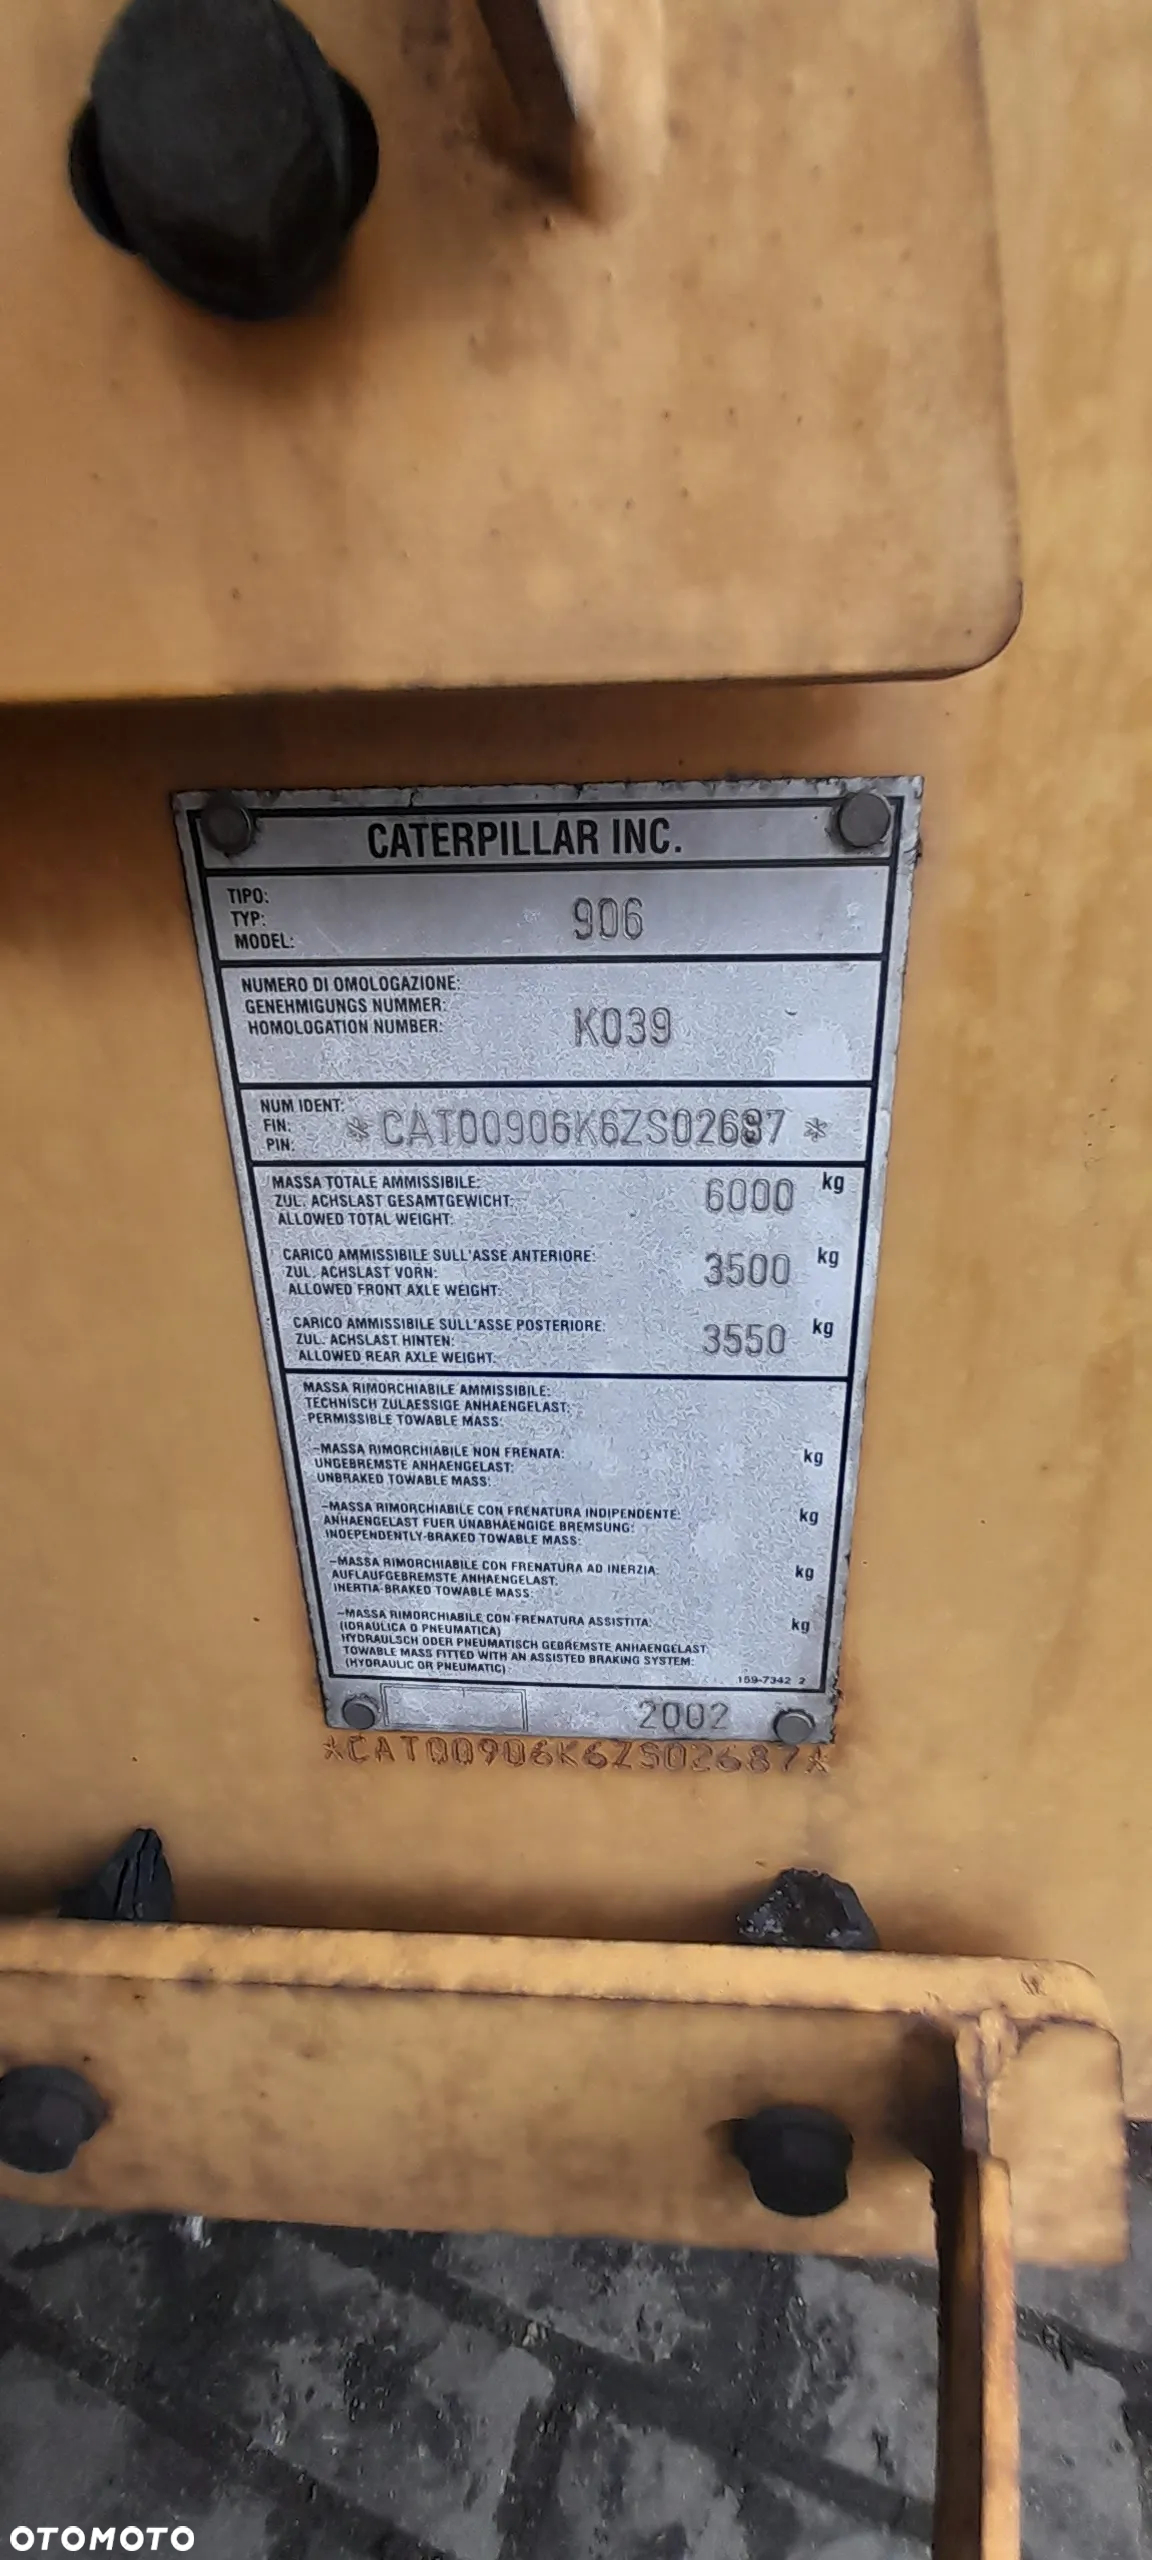 CATERPILLAR INC.
TIPO:
TYP:
MODEL:
906
NUMERO DI OMOLOGAZIONE:
GENEHMIGUNGS NUMMER:
HOMOLOGATION NUMBER:
K039
NUM IDENT:
FIN:
PIN:
*CAT00906K6ZS02687*
MASSA TOTALE AMMISSIBILE:
ZUL. ACHSLAST GESAMTGEWICHT:
ALLOWED TOTAL WEIGHT:
6000 kg
CARICO AMMISSIBILE SULL'ASSE ANTERIORE:
ZUL. ACHSLAST VORN:
ALLOWED FRONT AXLE WEIGHT:
3500 kg
CARICO AMMISSIBILE SULL'ASSE POSTERIORE:
ZUL. ACHSLAST HINTEN:
ALLOWED REAR AXLE WEIGHT:
3550 kg
MASSA RIMORCHIABILE AMMISSIBILE:
TECHNISCH ZULAESSIGE ANHAENGELAST:
PERMISSIBLE TOWABLE MASS:
-MASSA RIMORCHIABILE NON FRENATA:
UNGEBREMSTE ANHAENGELAST:
UNBRAKED TOWABLE MASS:
kg
-MASSA RIMORCHIABILE CON FRENATURA INDIPENDENTE:
ANHAENGELAST FUER UNABHAENGIGE BREMSUNG:
INDEPENDENTLY-BRAKED TOWABLE MASS:
kg
-MASSA RIMORCHIABILE CON FRENATURA AD INERZIA:
AUFLAUFGEBREMSTE ANHAENGELAST:
INERTIA-BRAKED TOWABLE MASS:
kg
-MASSA RIMORCHIABILE CON FRENATURA ASSISTITA:
(IDRAULICA O PNEUMATICA)
HYDRAULSCH ODER PNEUMATISCH GEBREMSTE ANHAENGELAST:
TOWABLE MASS FITTED WITH AN ASSISTED BRAKING SYSTEM:
(HYDRAULIC OR PNEUMATIC)
kg
159-7342 2
2002
*CAT00906K6ZS02687*
OTOMOTO